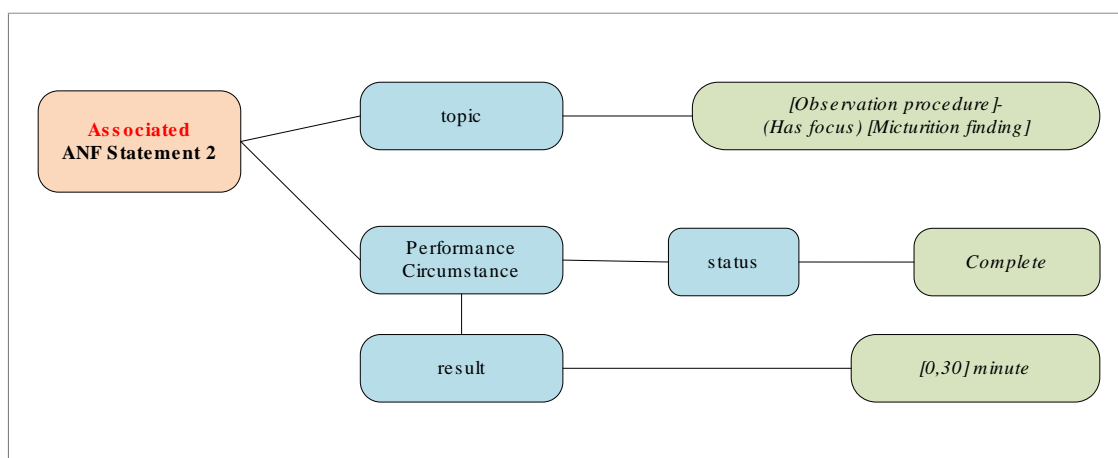 Associated
ANF Statement 2
topic
[Observation procedure]-
(Has focus) [Micturition finding]
Performance
Circumstance
status
Complete
result
[0,30] minute